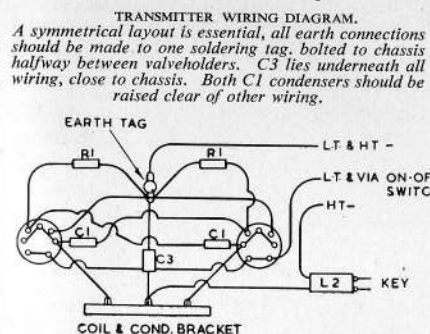 TRANSMITTER WIRING DIAGRAM.
A symmetrical layout is essential, all earth connections
should be made to one soldering tag. bolted to chassis
halfway between valveholders. C3 lies underneath all
wiring, close to chassis. Both C1 condensers should be
raised clear of other wiring.
EARTH TAG
R1
R1
LT & HT -
LT & VIA ON-OF
SWITC
HT-
C1
C1
C3
L2
KEY
COIL & COND. BRACKET